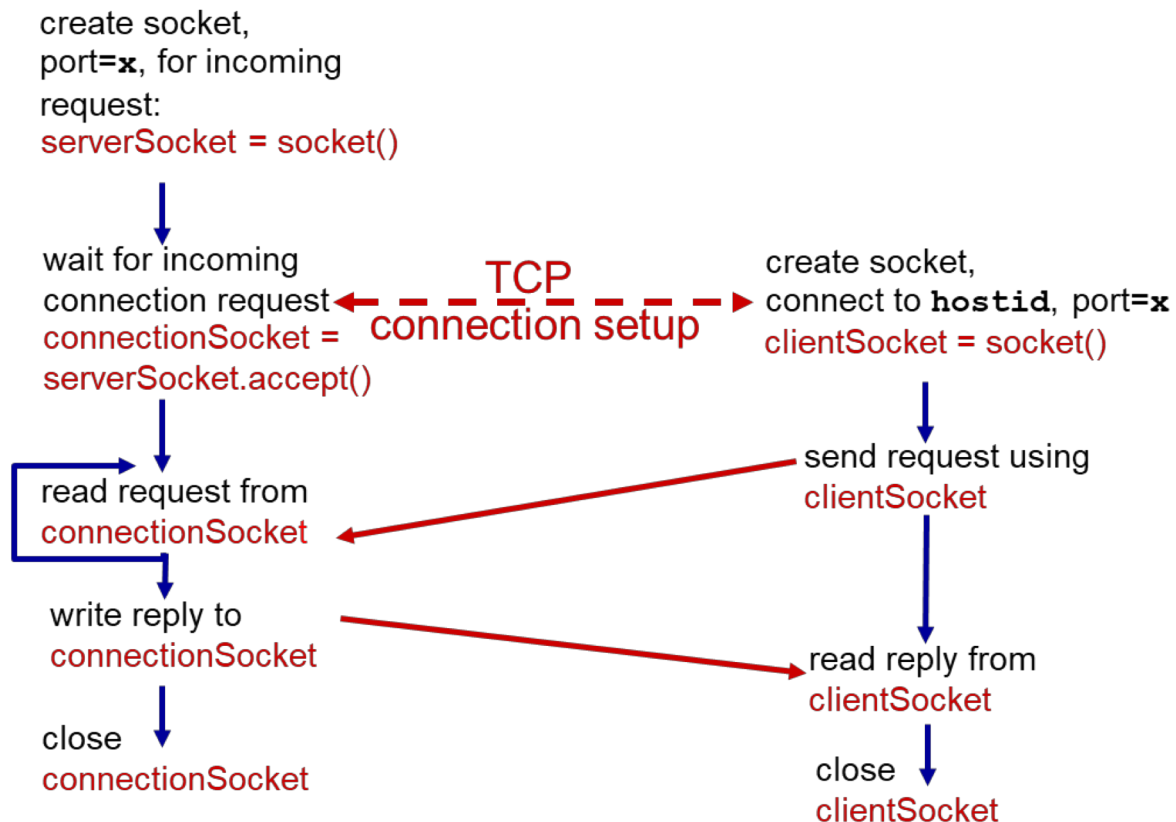 create socket,
port=x, for incoming
request:
serverSocket = socket()
wait for incoming
connection request
connectionSocket =
serverSocket.accept()
TCP
connection setup
create socket,
connect to hostid, port=x
clientSocket = socket()
read request from
connectionSocket
send request using
clientSocket
write reply to
connectionSocket
read reply from
clientSocket
close
connectionSocket
close
clientSocket